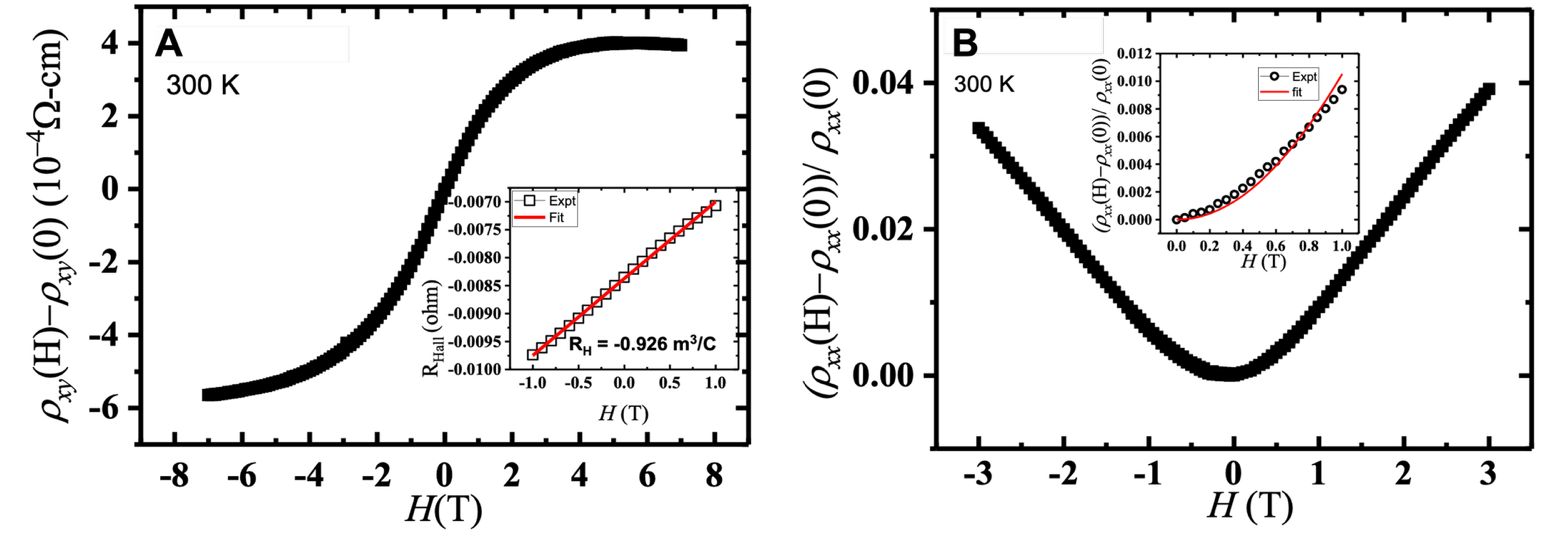 A
300 K
ρxy(H)−ρxy(0) (10⁻⁴Ω-cm)
4
2
0
-2
-4
-6
-8 -6 -4 -2 0 2 4 6 8
H(T)
Expt
Fit
RHall (ohm)
-0.0070
-0.0075
-0.0080
-0.0085
-0.0090
-0.0095
-0.0100
RH = -0.926 m³/C
-1.0 -0.5 0.0 0.5 1.0
H (T)
B
300 K
(ρxx(H)−ρxx(0))/ ρxx(0)
0.04
0.02
0.00
-3 -2 -1 0 1 2 3
H (T)
Expt
fit
(ρxx(H)−ρxx(0))/ ρxx(0)
0.012
0.010
0.008
0.006
0.004
0.002
0.000
0.0 0.2 0.4 0.6 0.8 1.0
H (T)